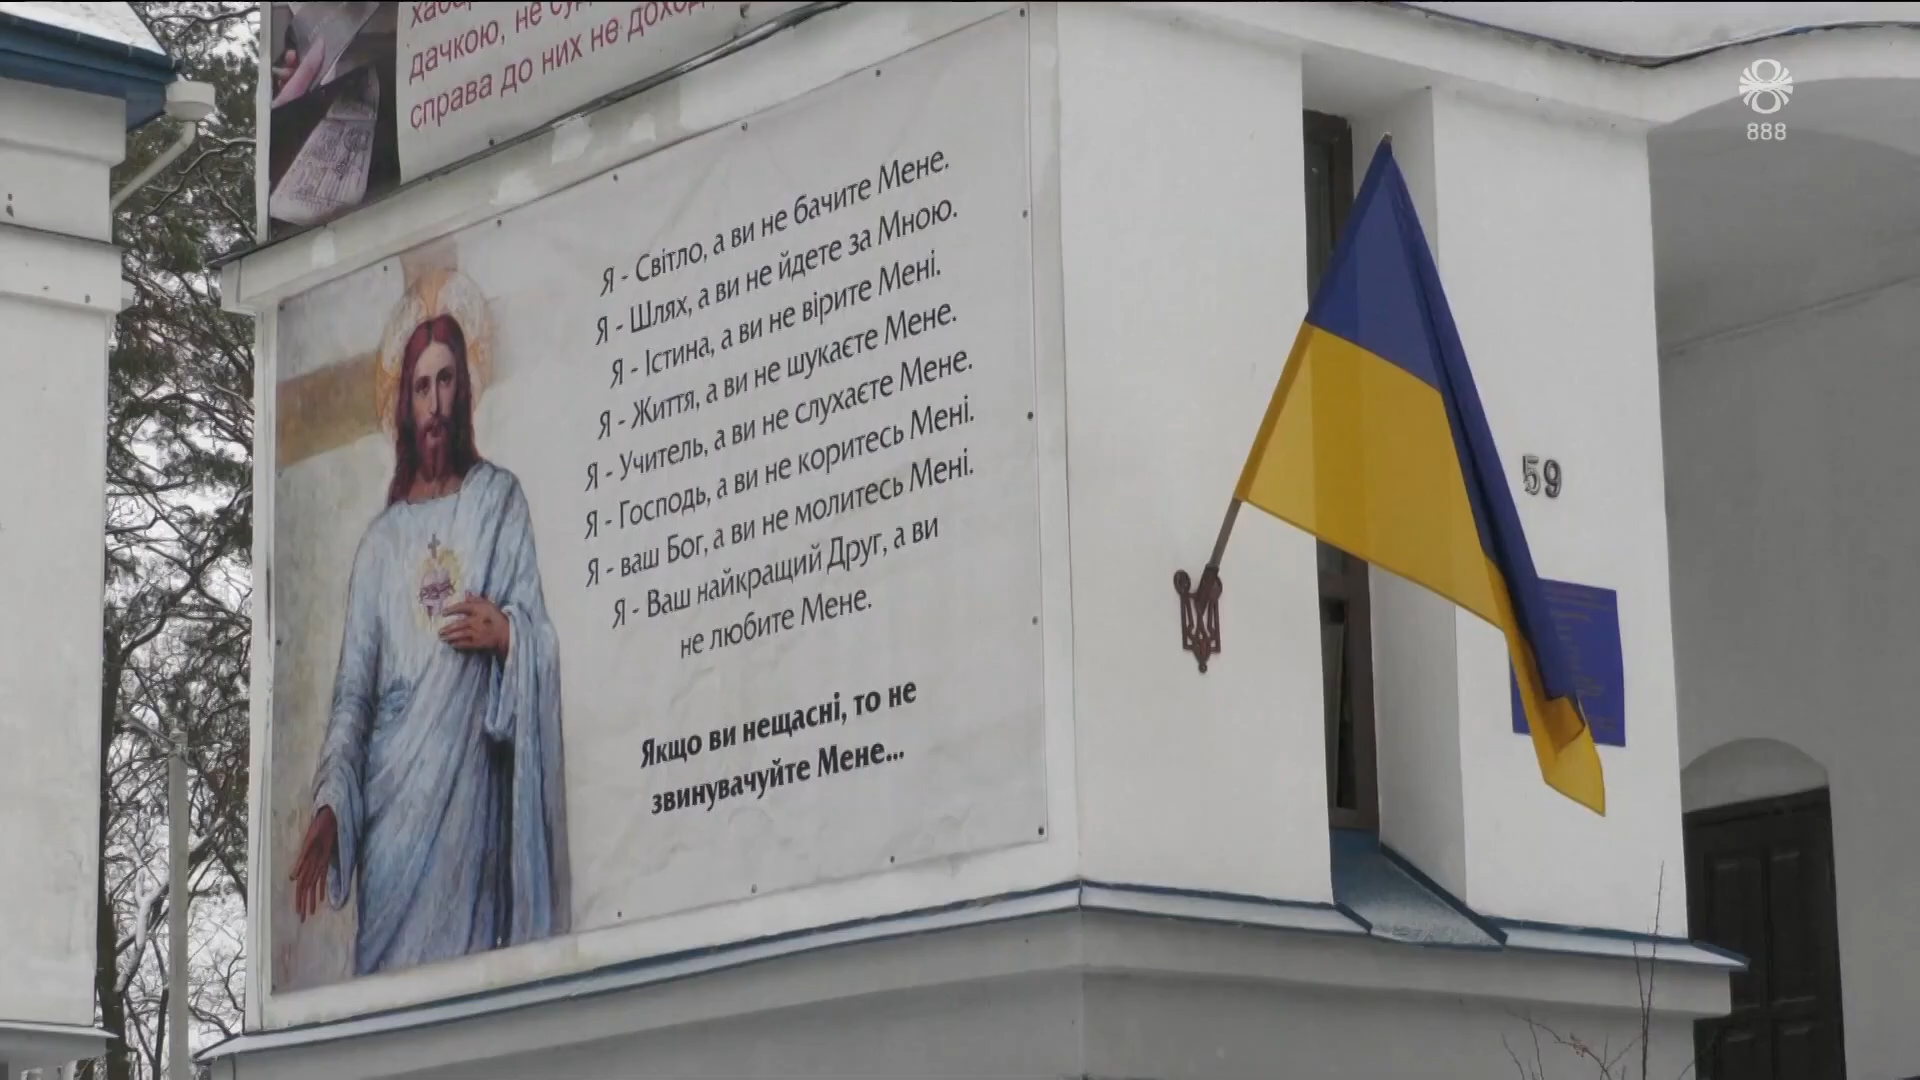 дачкою, не
справа до них не
888
Я - Світло, а ви не бачите Мене.
Я - Шлях, а ви не йдете за Мною.
Я - Істина, а ви не вірите Мені.
Я - Життя, а ви не шукаєте Мене.
Я - Учитель, а ви не слухаєте Мене.
Я - Господь, а ви не коритесь Мені.
Я - ваш Бог, а ви не молитесь Мені.
Я - Ваш найкращий Друг, а ви
не любите Мене.
Якщо ви нещасні, то не
звинувачуйте Мене...
59